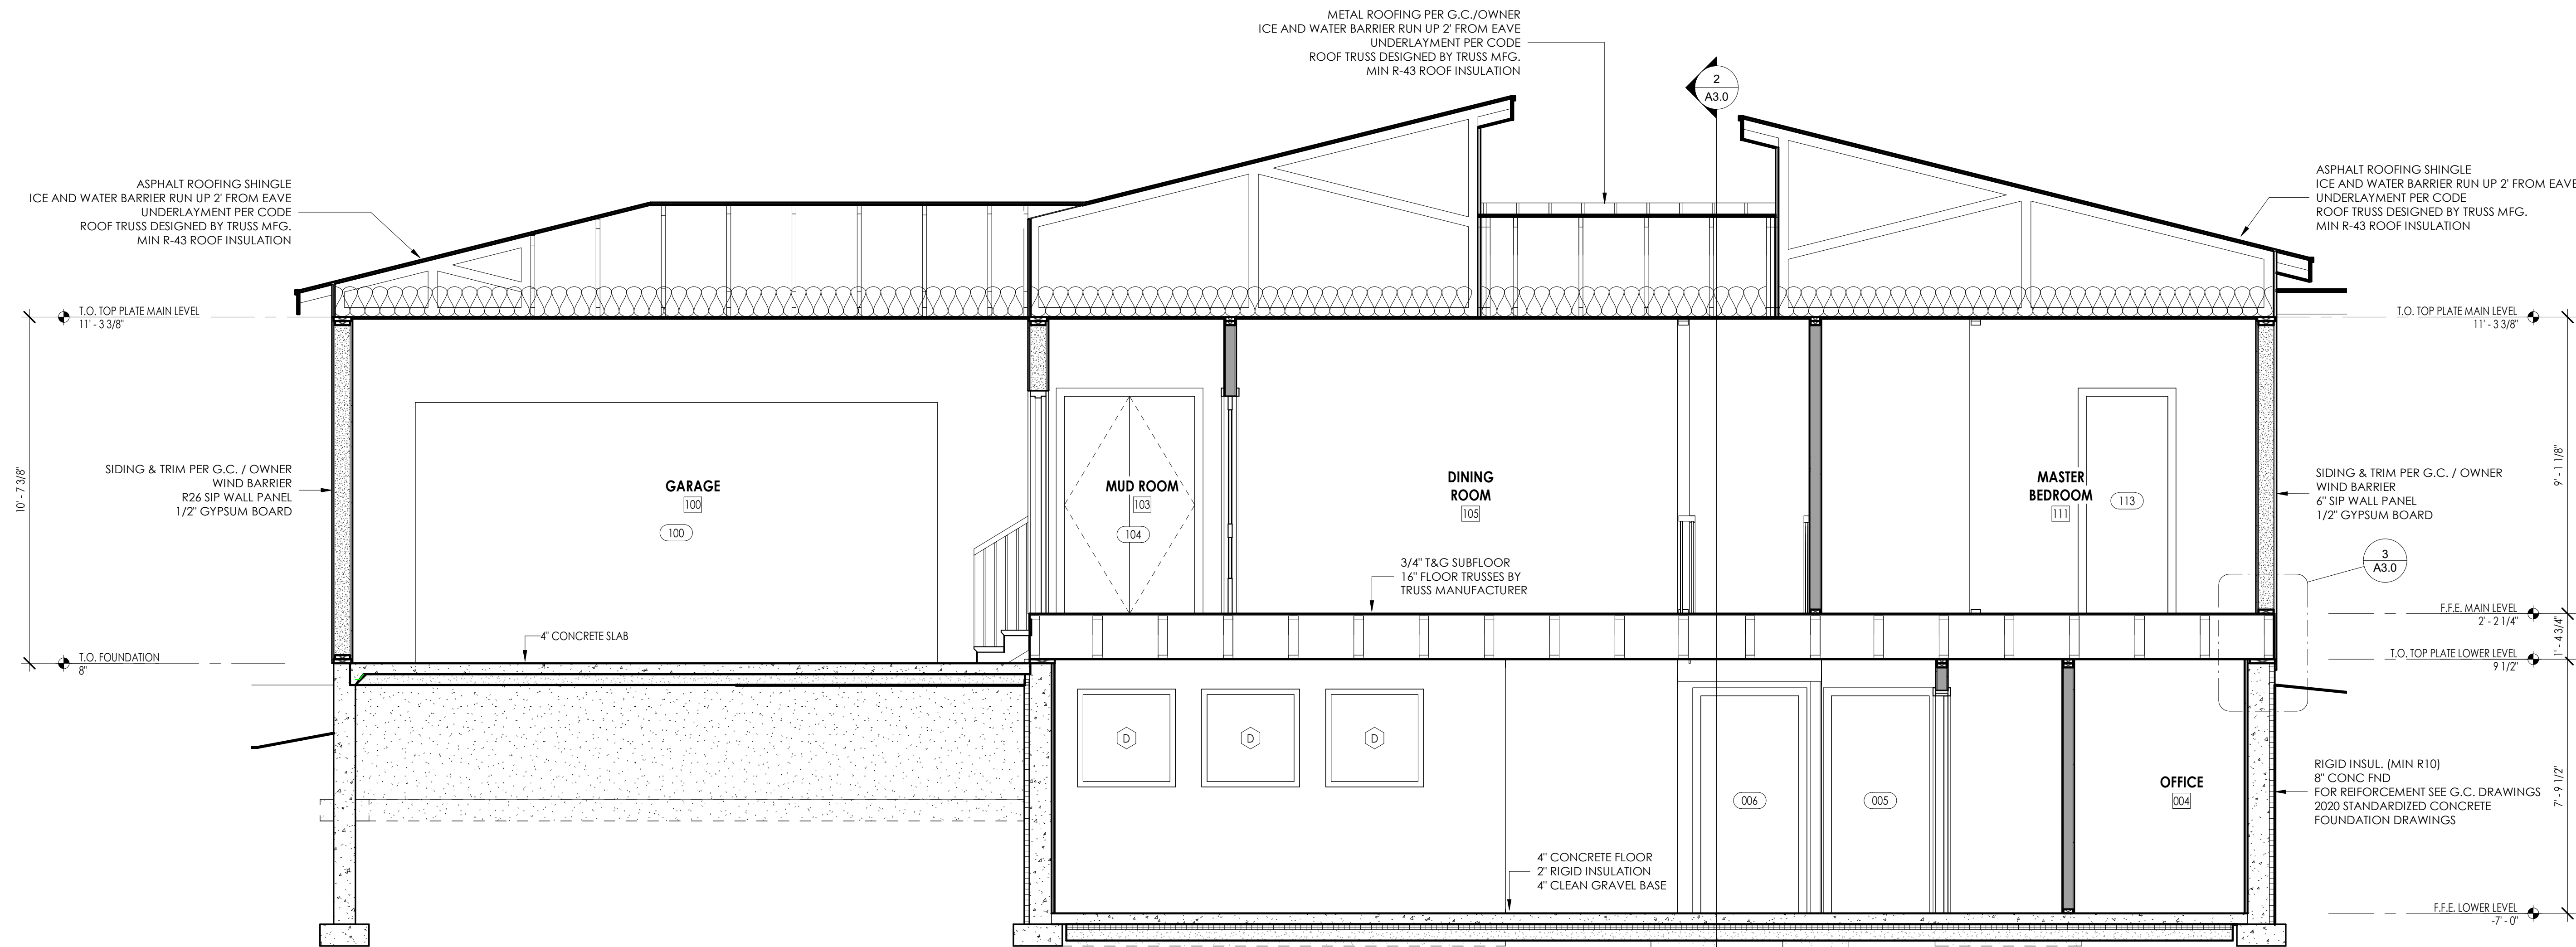 METAL ROOFING PER G.C./OWNER
ICE AND WATER BARRIER RUN UP 2' FROM EAVE
UNDERLAYMENT PER CODE
ROOF TRUSS DESIGNED BY TRUSS MFG.
MIN R-43 ROOF INSULATION
2
A3.0
ASPHALT ROOFING SHINGLE
ICE AND WATER BARRIER RUN UP 2' FROM EAVE
UNDERLAYMENT PER CODE
ROOF TRUSS DESIGNED BY TRUSS MFG.
MIN R-43 ROOF INSULATION
ASPHALT ROOFING SHINGLE
ICE AND WATER BARRIER RUN UP 2' FROM EAVE
UNDERLAYMENT PER CODE
ROOF TRUSS DESIGNED BY TRUSS MFG.
MIN R-43 ROOF INSULATION
T.O. TOP PLATE MAIN LEVEL
11' - 3 3/8"
T.O. TOP PLATE MAIN LEVEL
11' - 3 3/8"
10' - 7 3/8"
SIDING & TRIM PER G.C. / OWNER
WIND BARRIER
R26 SIP WALL PANEL
1/2" GYPSUM BOARD
GARAGE
100
100
MUD ROOM
103
104
DINING
ROOM
105
MASTER
BEDROOM
111
113
SIDING & TRIM PER G.C. / OWNER
WIND BARRIER
6" SIP WALL PANEL
1/2" GYPSUM BOARD
9' - 1 1/8"
3
A3.0
3/4" T&G SUBFLOOR
16" FLOOR TRUSSES BY
TRUSS MANUFACTURER
4" CONCRETE SLAB
T.O. FOUNDATION
8"
F.F.E. MAIN LEVEL
2' - 2 1/4"
1' - 4 3/4"
T.O. TOP PLATE LOWER LEVEL
9 1/2"
D
D
D
006
005
OFFICE
004
RIGID INSUL. (MIN R10)
8" CONC FND
FOR REIFORCEMENT SEE G.C. DRAWINGS
2020 STANDARDIZED CONCRETE
FOUNDATION DRAWINGS
7' - 9 1/2"
4" CONCRETE FLOOR
2" RIGID INSULATION
4" CLEAN GRAVEL BASE
F.F.E. LOWER LEVEL
-7' - 0"